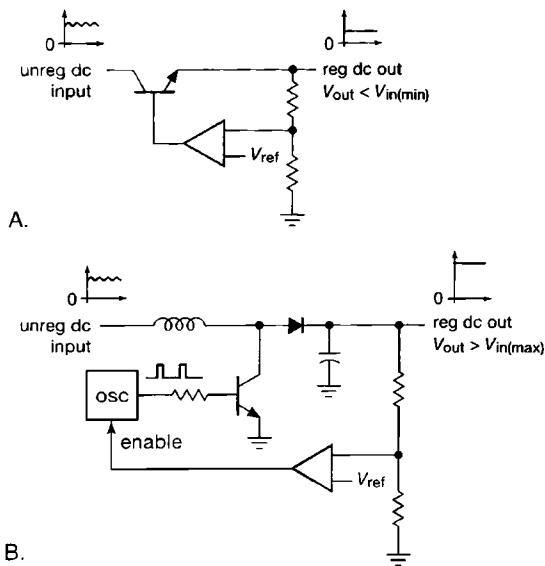 0
unreg dc
input
0
reg dc out
Vout < Vin(min)
Vref
A.
0
unreg dc
input
0
reg dc out
Vout > Vin(max)
osc
enable
Vref
B.